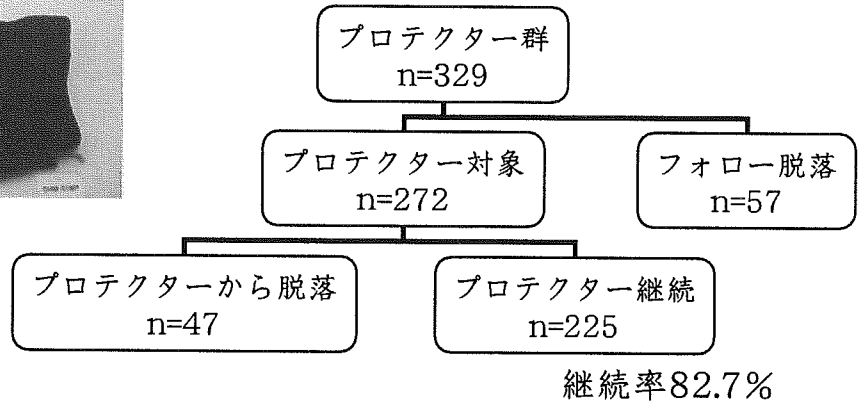 プロテクター群
n=329
プロテクター対象
n=272
フォロー脱落
n=57
プロテクターから脱落
n=47
プロテクター継続
n=225
継続率82.7%